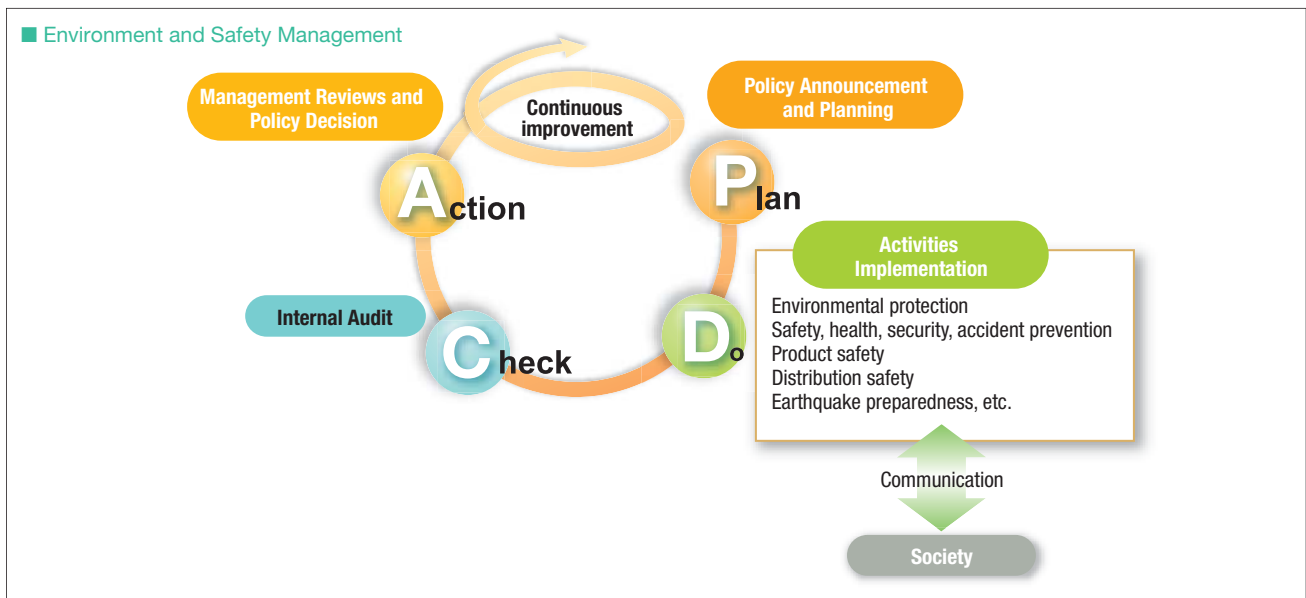 ■ Environment and Safety Management
Management Reviews and
Policy Decision
Continuous
improvement
Policy Announcement
and Planning
Action
Plan
Activities
Implementation
Environmental protection
Safety, health, security, accident prevention
Product safety
Distribution safety
Earthquake preparedness, etc.
Internal Audit
Check
Do
Communication
Society